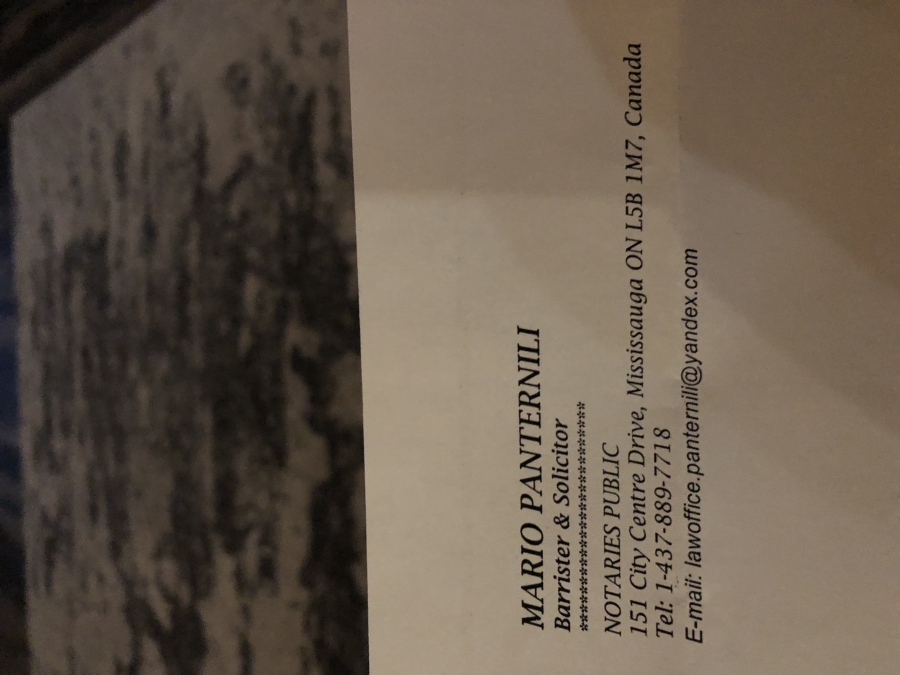 MARIO PANTERNILI
Barrister & Solicitor
**************************
NOTARIES PUBLIC
151 City Centre Drive, Mississauga ON L5B 1M7, Canada
Tel: 1-437-889-7718
E-maii: lawoffice.panternili@yandex.com